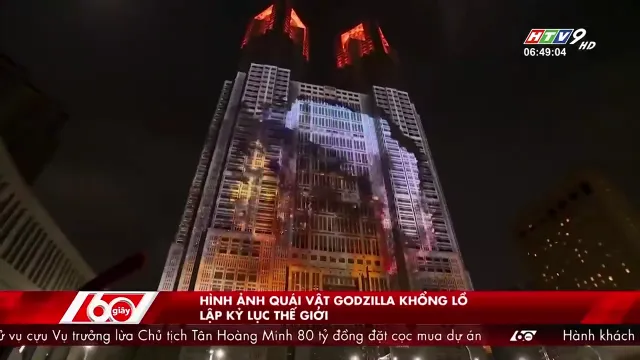 HTV9 HD
06:49:04
HÌNH ẢNH QUÁI VẬT GODZILLA KHỔNG LỒ
LẬP KỶ LỤC THẾ GIỚI
60 giây
vụ cựu Vụ trưởng lừa Chủ tịch Tân Hoàng Minh 80 tỷ đồng đặt cọc mua dự án
60 Hành khách